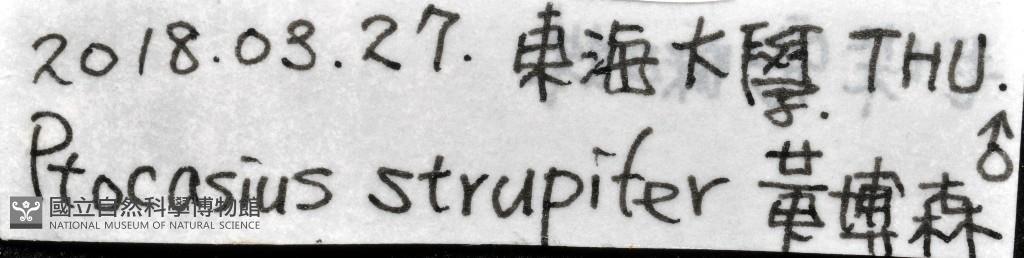 2018.03.27. 東海大學. THU.
Ptocasius strupifer 黃博森 ♂
國立自然科學博物館
NATIONAL MUSEUM OF NATURAL SCIENCE